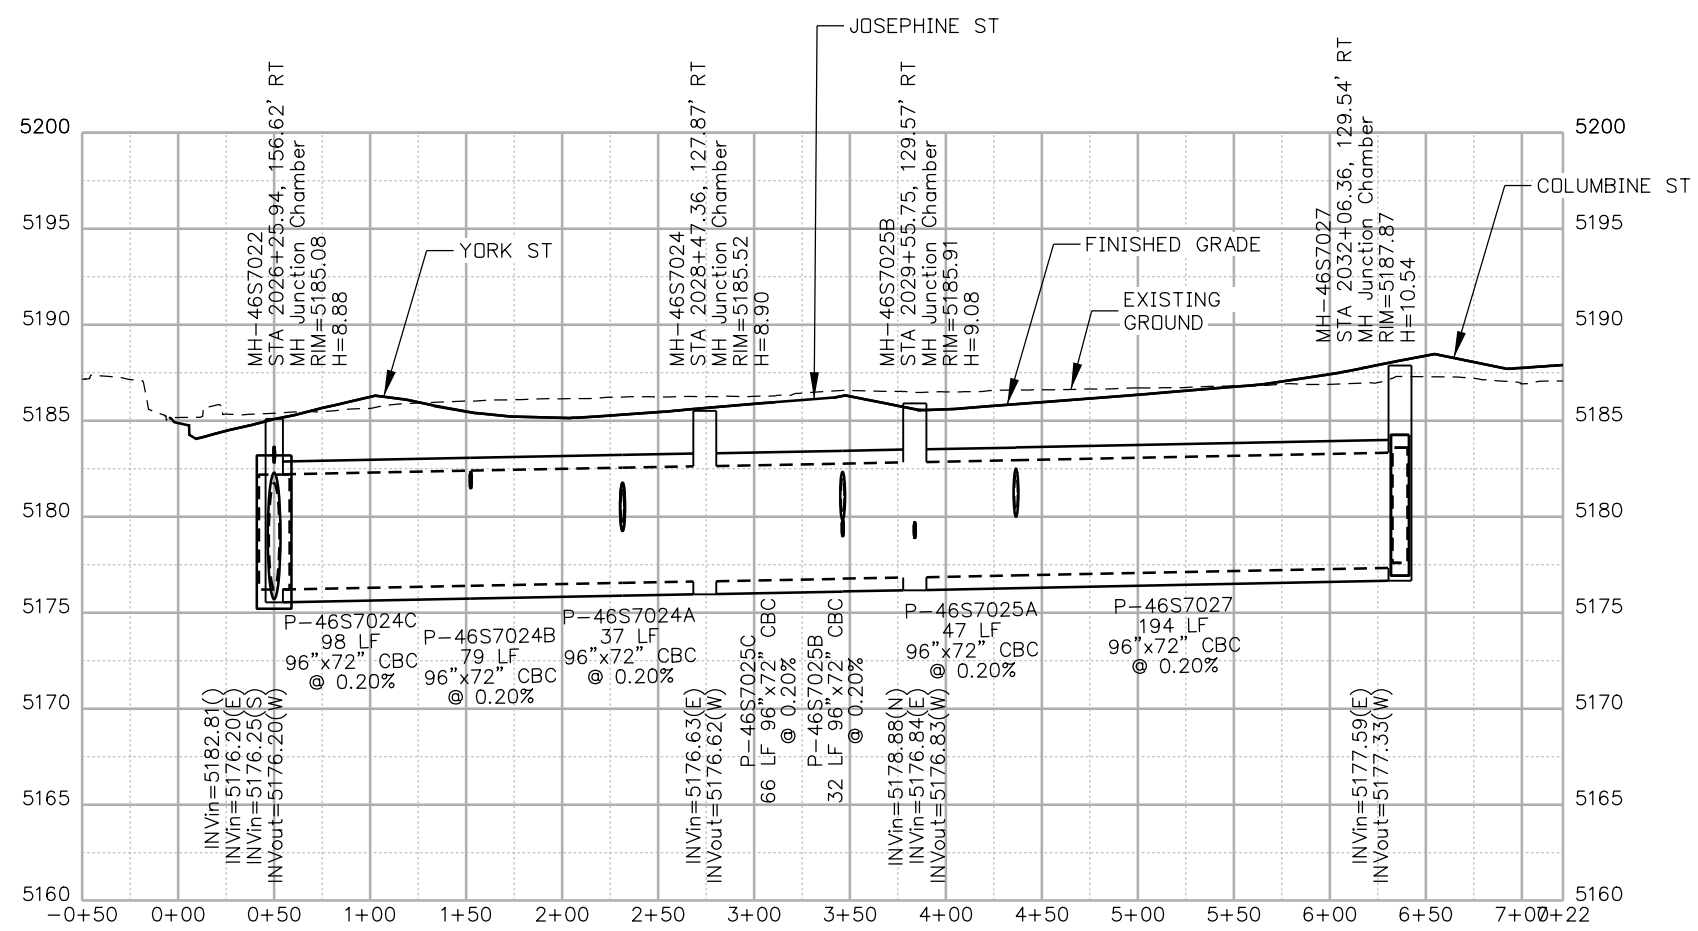 JOSEPHINE ST
COLUMBINE ST
YORK ST
FINISHED GRADE
EXISTING
GROUND
MH-46S7022
STA 2026+25.94, 156.62' RT
MH Junction Chamber
RIM=5185.08
H=8.88
MH-46S7024
STA 2028+47.36, 127.87' RT
MH Junction Chamber
RIM=5185.52
H=8.90
MH-46S7025B
STA 2029+55.75, 129.57' RT
MH Junction Chamber
RIM=5185.91
H=9.08
MH-46S7027
STA 2032+06.36, 129.54' RT
MH Junction Chamber
RIM=5187.87
H=10.54
5200
5195
5190
5185
5180
5175
5170
5165
5160
5200
5195
5190
5185
5180
5175
5170
5165
5160
P-46S7024C
98 LF
96"x72" CBC
@ 0.20%
P-46S7024B
79 LF
96"x72" CBC
@ 0.20%
P-46S7024A
37 LF
96"x72" CBC
@ 0.20%
P-46S7025C
66 LF 96"x72" CBC
@ 0.20%
P-46S7025B
32 LF 96"x72" CBC
@ 0.20%
P-46S7025A
47 LF
96"x72" CBC
@ 0.20%
P-46S7027
194 LF
96"x72" CBC
@ 0.20%
INVin=5182.81()
INVin=5176.20(E)
INVin=5176.25(S)
INVout=5176.20(W)
INVin=5176.63(E)
INVout=5176.62(W)
INVin=5178.88(N)
INVin=5176.84(E)
INVout=5176.83(W)
INVin=5177.59(E)
INVout=5177.33(W)
-0+50
0+00
0+50
1+00
1+50
2+00
2+50
3+00
3+50
4+00
4+50
5+00
5+50
6+00
6+50
7+00
7+22